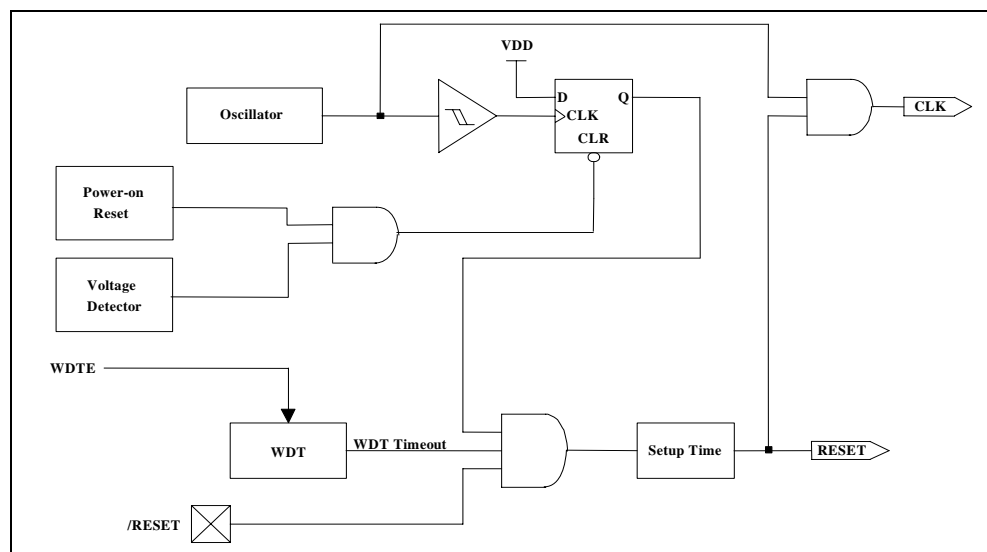 VDD
Oscillator
D
Q
CLK
CLR
CLK
Power-on
Reset
Voltage
Detector
WDTE
WDT
WDT Timeout
Setup Time
RESET
/RESET